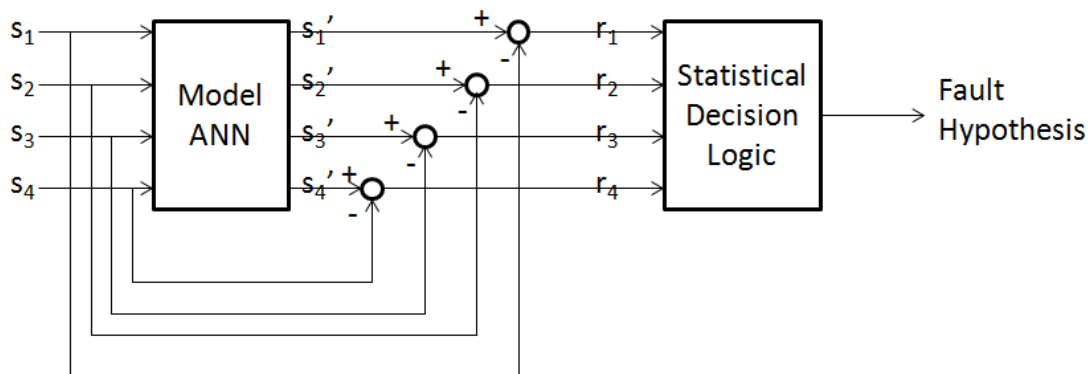 s₁ s₁’ + - r₁
s₂ s₂’ + - r₂
s₃ s₃’ + - r₃
s₄ s₄’ + - r₄
Model
ANN
Statistical
Decision
Logic
Fault
Hypothesis